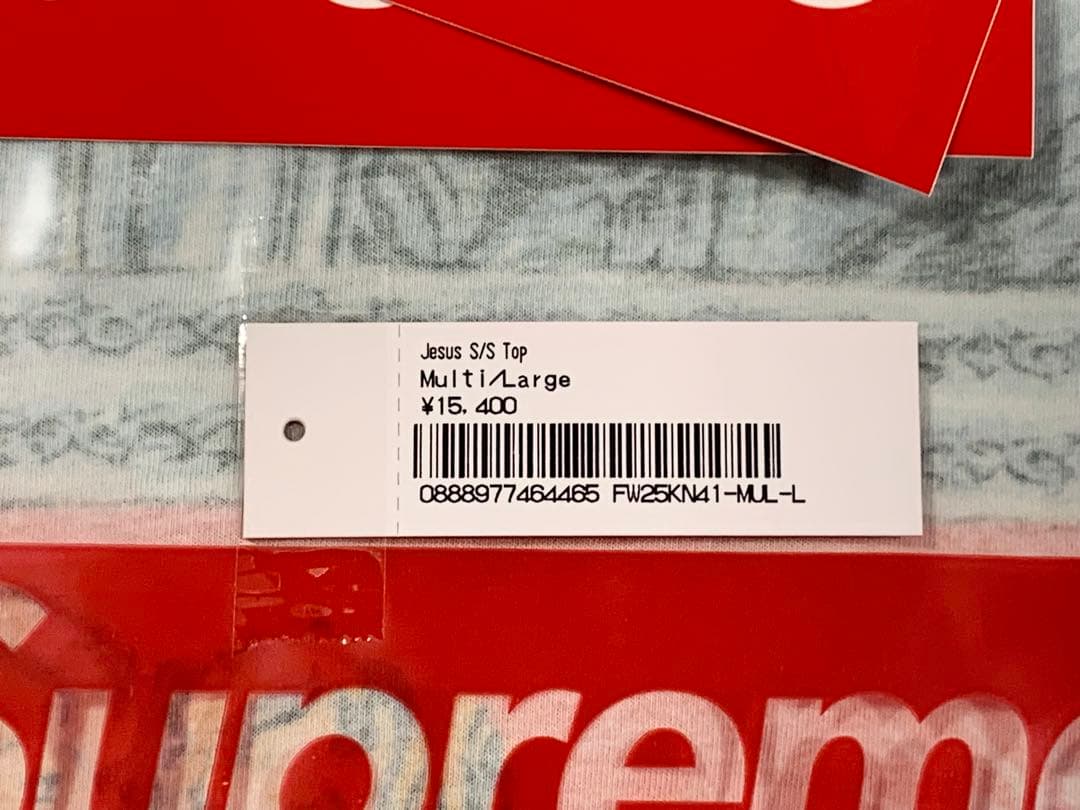 Jesus S/S Top
Multi/Large
¥15,400
0888977464465 FW25KN41-MUL-L
Supreme